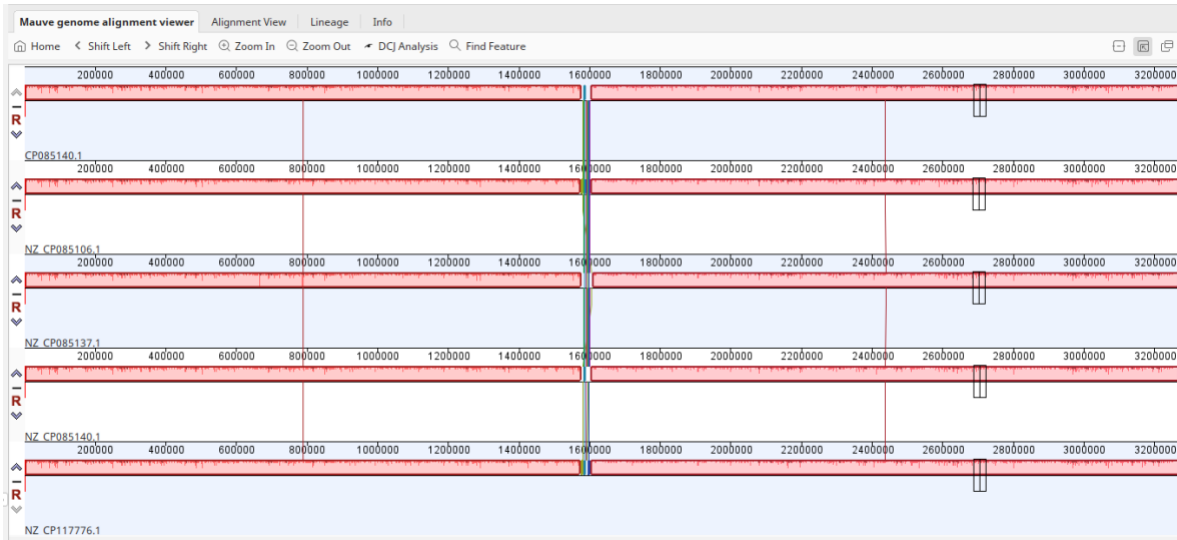 Mauve genome alignment viewer Alignment View Lineage Info
Home Shift Left Shift Right Zoom In Zoom Out DCJ Analysis Find Feature
200000 400000 600000 800000 1000000 1200000 1400000 1600000 1800000 2000000 2200000 2400000 2600000 2800000 3000000 3200000
R
CP085140.1
200000 400000 600000 800000 1000000 1200000 1400000 1600000 1800000 2000000 2200000 2400000 2600000 2800000 3000000 3200000
R
NZ_CP085106.1
200000 400000 600000 800000 1000000 1200000 1400000 1600000 1800000 2000000 2200000 2400000 2600000 2800000 3000000 3200000
R
NZ_CP085137.1
200000 400000 600000 800000 1000000 1200000 1400000 1600000 1800000 2000000 2200000 2400000 2600000 2800000 3000000 3200000
R
NZ_CP085140.1
200000 400000 600000 800000 1000000 1200000 1400000 1600000 1800000 2000000 2200000 2400000 2600000 2800000 3000000 3200000
R
NZ_CP117776.1